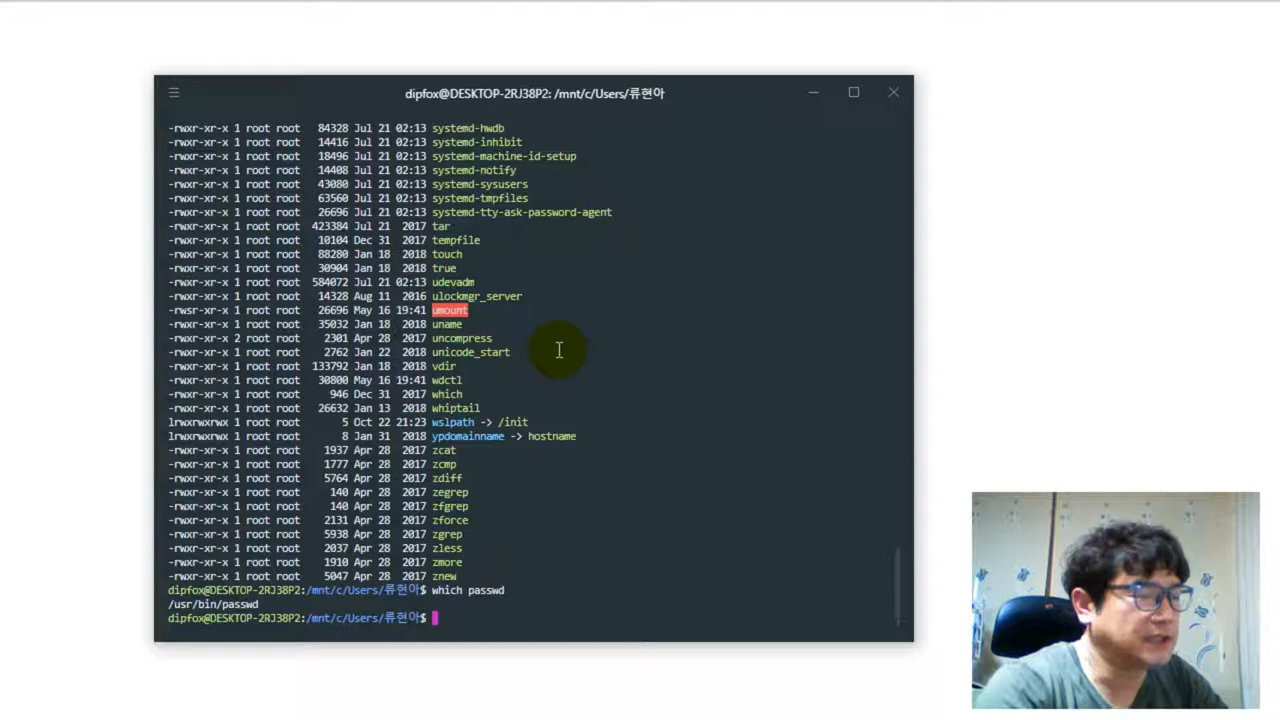 dipfox@DESKTOP-2RJ38P2: /mnt/c/Users/류현아
-rwxr-xr-x 1 root root 84328 Jul 21 02:13 systemd-hwdb
-rwxr-xr-x 1 root root 14416 Jul 21 02:13 systemd-inhibit
-rwxr-xr-x 1 root root 18496 Jul 21 02:13 systemd-machine-id-setup
-rwxr-xr-x 1 root root 14408 Jul 21 02:13 systemd-notify
-rwxr-xr-x 1 root root 43080 Jul 21 02:13 systemd-sysusers
-rwxr-xr-x 1 root root 63560 Jul 21 02:13 systemd-tmpfiles
-rwxr-xr-x 1 root root 26696 Jul 21 02:13 systemd-tty-ask-password-agent
-rwxr-xr-x 1 root root 423384 Jul 21 2017 tar
-rwxr-xr-x 1 root root 10104 Dec 31 2017 tempfile
-rwxr-xr-x 1 root root 88280 Jan 18 2018 touch
-rwxr-xr-x 1 root root 30904 Jan 18 2018 true
-rwxr-xr-x 1 root root 584072 Jul 21 02:13 udevadm
-rwxr-xr-x 1 root root 14328 Aug 11 2016 ulockmgr_server
-rwsr-xr-x 1 root root 26696 May 16 19:41 umount
-rwxr-xr-x 1 root root 35032 Jan 18 2018 uname
-rwxr-xr-x 2 root root 2301 Apr 28 2017 uncompress
-rwxr-xr-x 1 root root 2762 Jan 22 2018 unicode_start
-rwxr-xr-x 1 root root 133792 Jan 18 2018 vdir
-rwxr-xr-x 1 root root 30800 May 16 19:41 wdctl
-rwxr-xr-x 1 root root 946 Dec 31 2017 which
-rwxr-xr-x 1 root root 26632 Jan 13 2018 whiptail
lrwxrwxrwx 1 root root 5 Oct 22 21:23 wslpath -> /init
lrwxrwxrwx 1 root root 8 Jan 31 2018 ypdomainname -> hostname
-rwxr-xr-x 1 root root 1937 Apr 28 2017 zcat
-rwxr-xr-x 1 root root 1777 Apr 28 2017 zcmp
-rwxr-xr-x 1 root root 5764 Apr 28 2017 zdiff
-rwxr-xr-x 1 root root 140 Apr 28 2017 zegrep
-rwxr-xr-x 1 root root 140 Apr 28 2017 zfgrep
-rwxr-xr-x 1 root root 2131 Apr 28 2017 zforce
-rwxr-xr-x 1 root root 5938 Apr 28 2017 zgrep
-rwxr-xr-x 1 root root 2037 Apr 28 2017 zless
-rwxr-xr-x 1 root root 1910 Apr 28 2017 zmore
-rwxr-xr-x 1 root root 5047 Apr 28 2017 znew
dipfox@DESKTOP-2RJ38P2:/mnt/c/Users/류현아$ which passwd
/usr/bin/passwd
dipfox@DESKTOP-2RJ38P2:/mnt/c/Users/류현아$